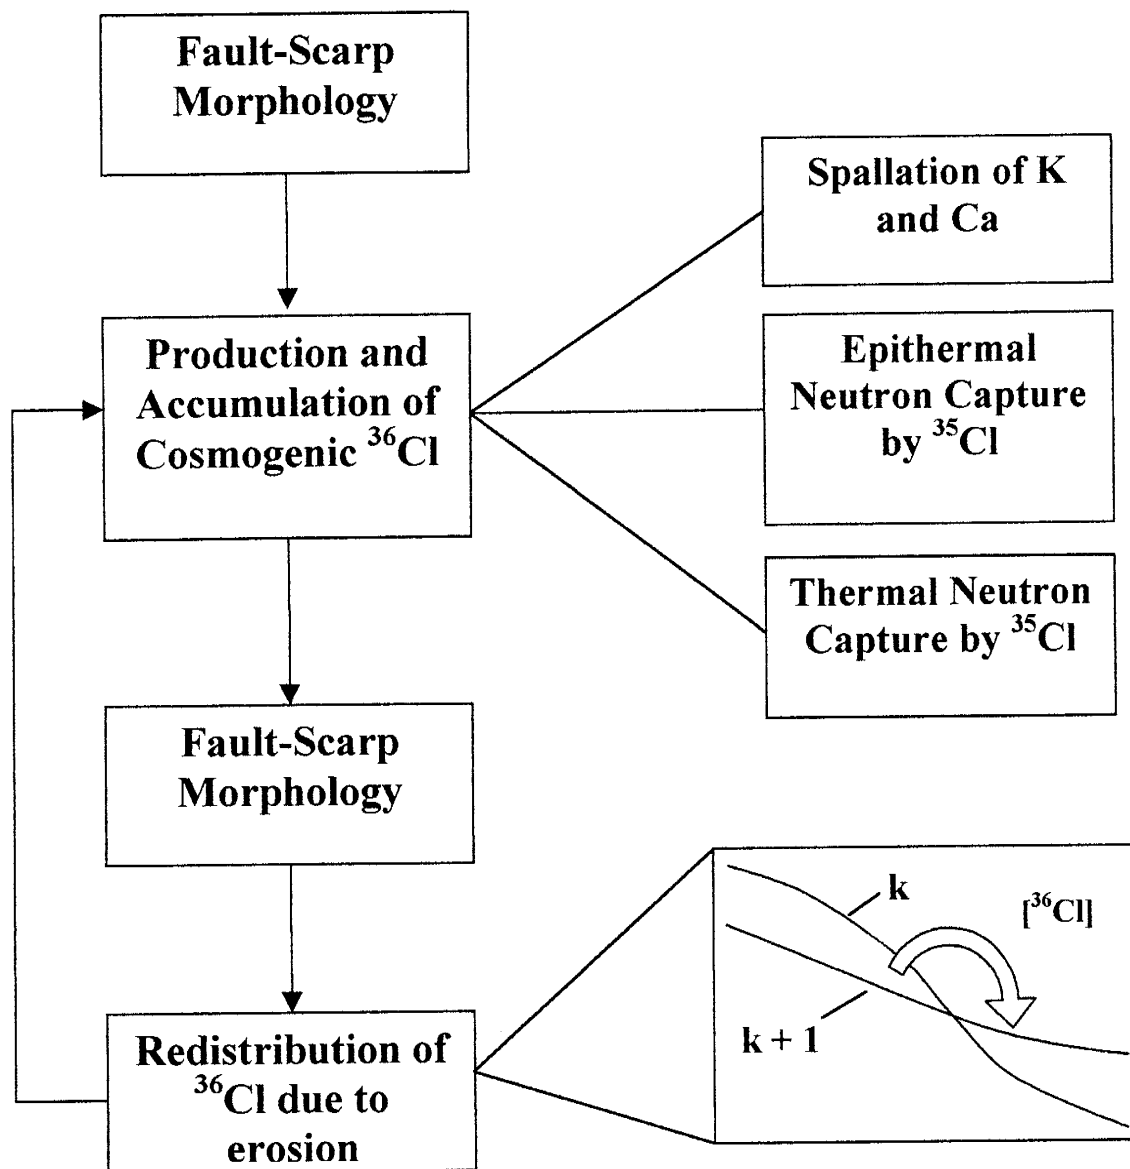 Fault-Scarp
Morphology
Spallation of K
and Ca
Production and
Accumulation of
Cosmogenic ³⁶Cl
Epithermal
Neutron Capture
by ³⁵Cl
Thermal Neutron
Capture by ³⁵Cl
Fault-Scarp
Morphology
Redistribution of
³⁶Cl due to
erosion
k
[³⁶Cl]
k + 1